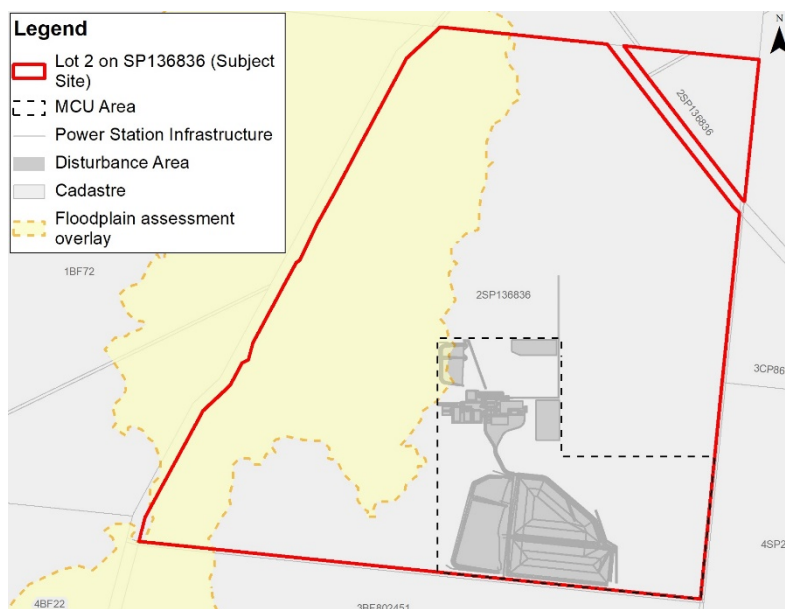 Legend
Lot 2 on SP136836 (Subject
Site)
MCU Area
Power Station Infrastructure
Disturbance Area
Cadastre
Floodplain assessment
overlay
N
2SP136836
1BF72
2SP136836
3CP86
4SP2
4BF22
3BF802451